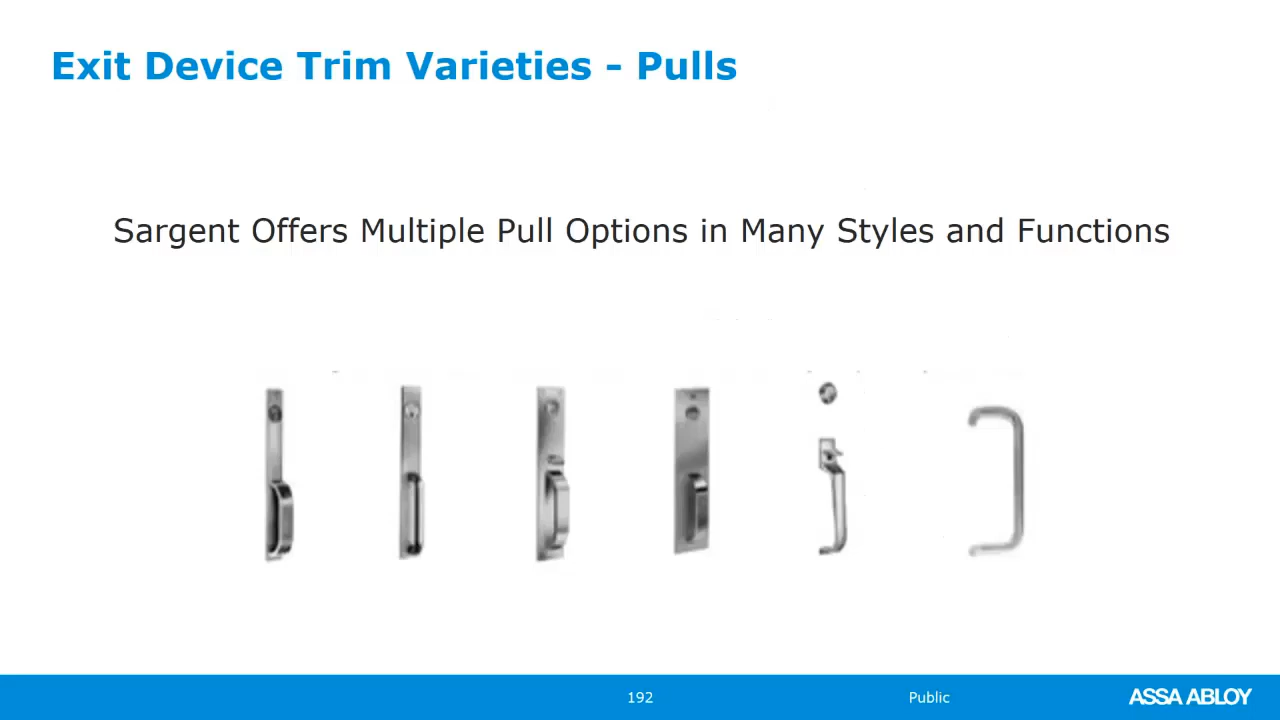 Exit Device Trim Varieties - Pulls
Sargent Offers Multiple Pull Options in Many Styles and Functions
192
Public
ASSA ABLOY